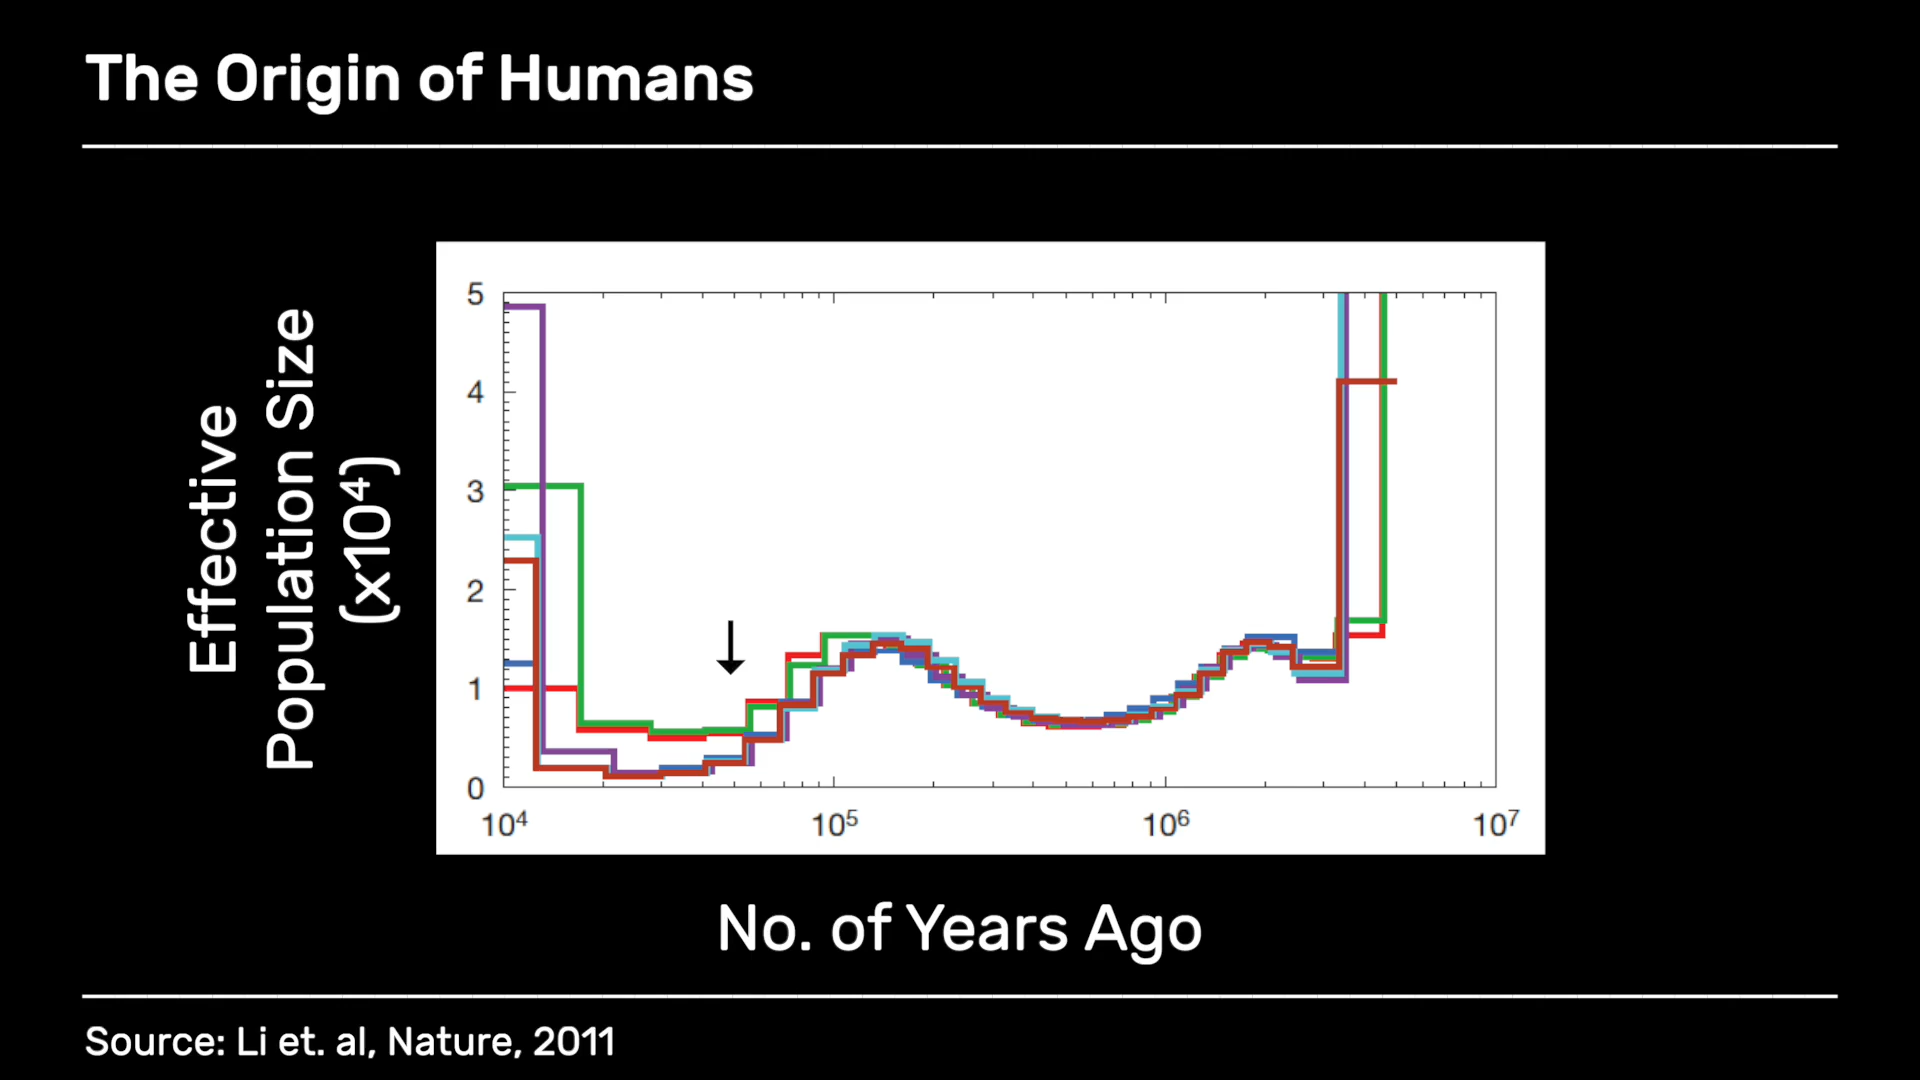 The Origin of Humans
Effective
Population Size
(x10⁴)
5
4
3
2
1
0
10⁴ 10⁵ 10⁶ 10⁷
No. of Years Ago
Source: Li et. al, Nature, 2011